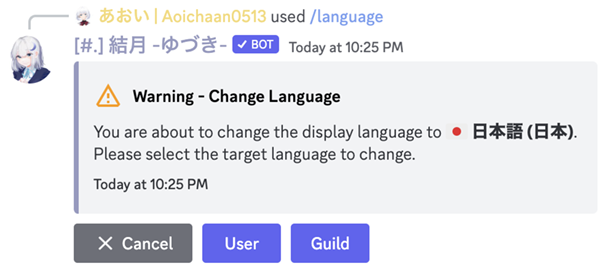 あおい | Aoichaan0513 used /language
[#.] 結月 -ゆづき- ✓ BOT Today at 10:25 PM
Warning - Change Language
You are about to change the display language to 🇯🇵 日本語 (日本).
Please select the target language to change.
Today at 10:25 PM
✕ Cancel User Guild